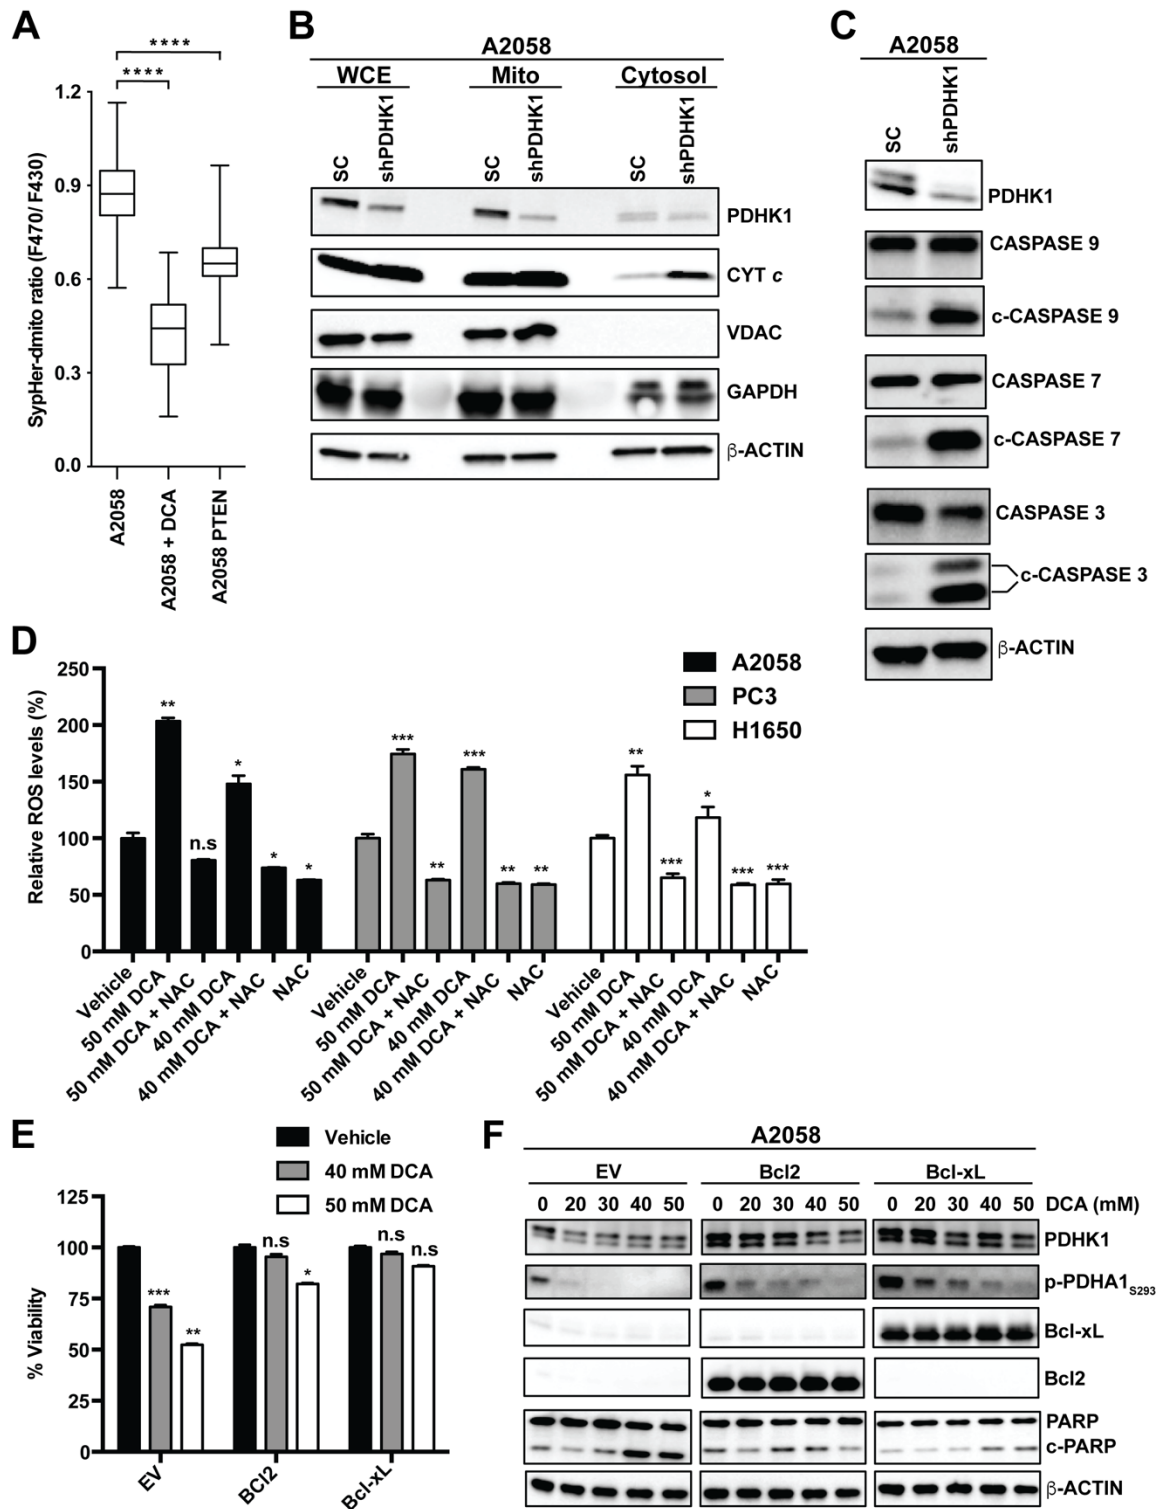 A
****
****
SypHer-dmito ratio (F470/ F430)
1.2
0.9
0.6
0.3
0.0
A2058
A2058 + DCA
A2058 PTEN
B
A2058
WCE
Mito
Cytosol
SC
shPDHK1
SC
shPDHK1
SC
shPDHK1
PDHK1
CYT c
VDAC
GAPDH
β-ACTIN
C
A2058
SC
shPDHK1
PDHK1
CASPASE 9
c-CASPASE 9
CASPASE 7
c-CASPASE 7
CASPASE 3
c-CASPASE 3
β-ACTIN
D
Relative ROS levels (%)
250
200
150
100
50
0
A2058
PC3
H1650
**
n.s
*
*
*
***
**
***
**
**
**
***
*
***
***
Vehicle
50 mM DCA
50 mM DCA + NAC
40 mM DCA
40 mM DCA + NAC
NAC
Vehicle
50 mM DCA
50 mM DCA + NAC
40 mM DCA
40 mM DCA + NAC
NAC
Vehicle
50 mM DCA
50 mM DCA + NAC
40 mM DCA
40 mM DCA + NAC
NAC
E
Vehicle
40 mM DCA
50 mM DCA
% Viability
125
100
75
50
25
0
***
**
n.s
*
n.s
n.s
EV
BCl2
Bcl-xL
F
A2058
EV
Bcl2
Bcl-xL
0 20 30 40 50 0 20 30 40 50 0 20 30 40 50 DCA (mM)
PDHK1
p-PDHA1S293
Bcl-xL
Bcl2
PARP
c-PARP
β-ACTIN